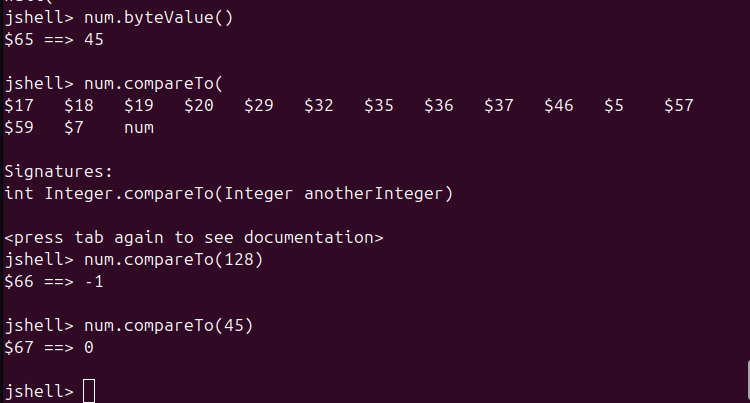 jshell> num.byteValue()
$65 ==> 45
jshell> num.compareTo(
$17 $18 $19 $20 $29 $32 $35 $36 $37 $46 $5 $57
$59 $7 num
Signatures:
int Integer.compareTo(Integer anotherInteger)
<press tab again to see documentation>
jshell> num.compareTo(128)
$66 ==> -1
jshell> num.compareTo(45)
$67 ==> 0
jshell>